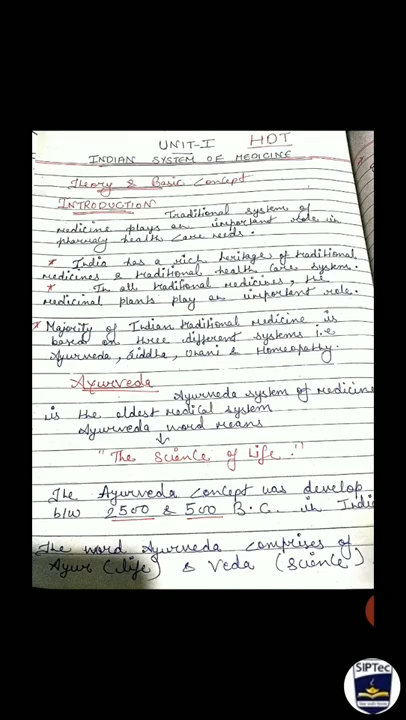 UNIT-I HDT
INDIAN SYSTEM OF MEDICINE
Theory & Basic Concept
INTRODUCTION
Traditional system of
medicine plays an important role in
pharmacy health care needs.
* India has a rich heritage of traditional
medicines & traditional health care system.
* In all traditional medicines, the
medicinal plants play an important role.
* Majority of Indian traditional medicine is
based on three different systems i.e
Ayurveda, Siddha, Unani & Homeopathy.
Ayurveda
Ayurveda system of medicine
is the oldest medical system
Ayurveda word means
↓
"The Science of Life."
The Ayurveda Concept was develop
b/w 2500 & 500 B.C. in India
The word Ayurveda comprises of
Ayur (life) & Veda (Science)
SIPTec